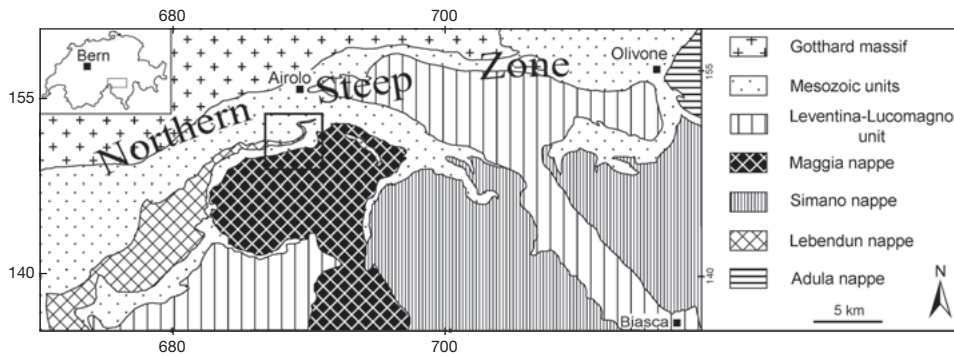 680
700
Bern
Olivone
Airolo
Northern Steep Zone
155
155
140
140
Biasca
680
700
Gotthard massif
Mesozoic units
Leventina-Lucomagno
unit
Maggia nappe
Simano nappe
Lebendun nappe
Adula nappe
N
5 km